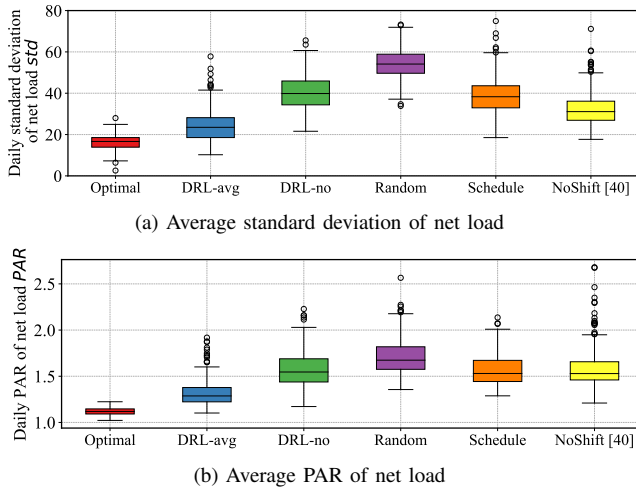 80
60
40
20
0
Daily standard deviation
of net load std
Optimal DRL-avg DRL-no Random Schedule NoShift [40]
(a) Average standard deviation of net load
2.5
2.0
1.5
1.0
Daily PAR of net load PAR
Optimal DRL-avg DRL-no Random Schedule NoShift [40]
(b) Average PAR of net load